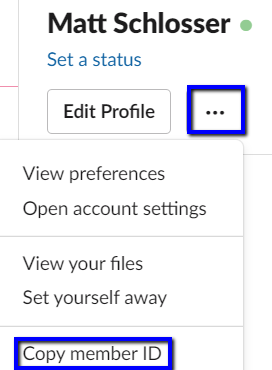 Matt Schlosser
Set a status
Edit Profile
...
View preferences
Open account settings
View your files
Set yourself away
Copy member ID